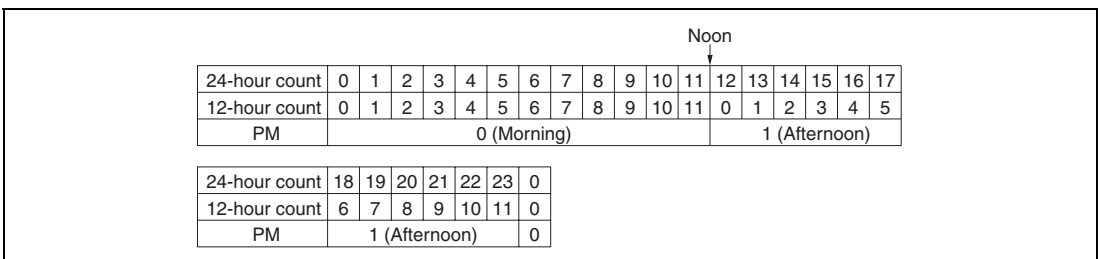 Noon
24-hour count 0 1 2 3 4 5 6 7 8 9 10 11 12 13 14 15 16 17
12-hour count 0 1 2 3 4 5 6 7 8 9 10 11 0 1 2 3 4 5
PM 0 (Morning) 1 (Afternoon)
24-hour count 18 19 20 21 22 23 0
12-hour count 6 7 8 9 10 11 0
PM 1 (Afternoon) 0